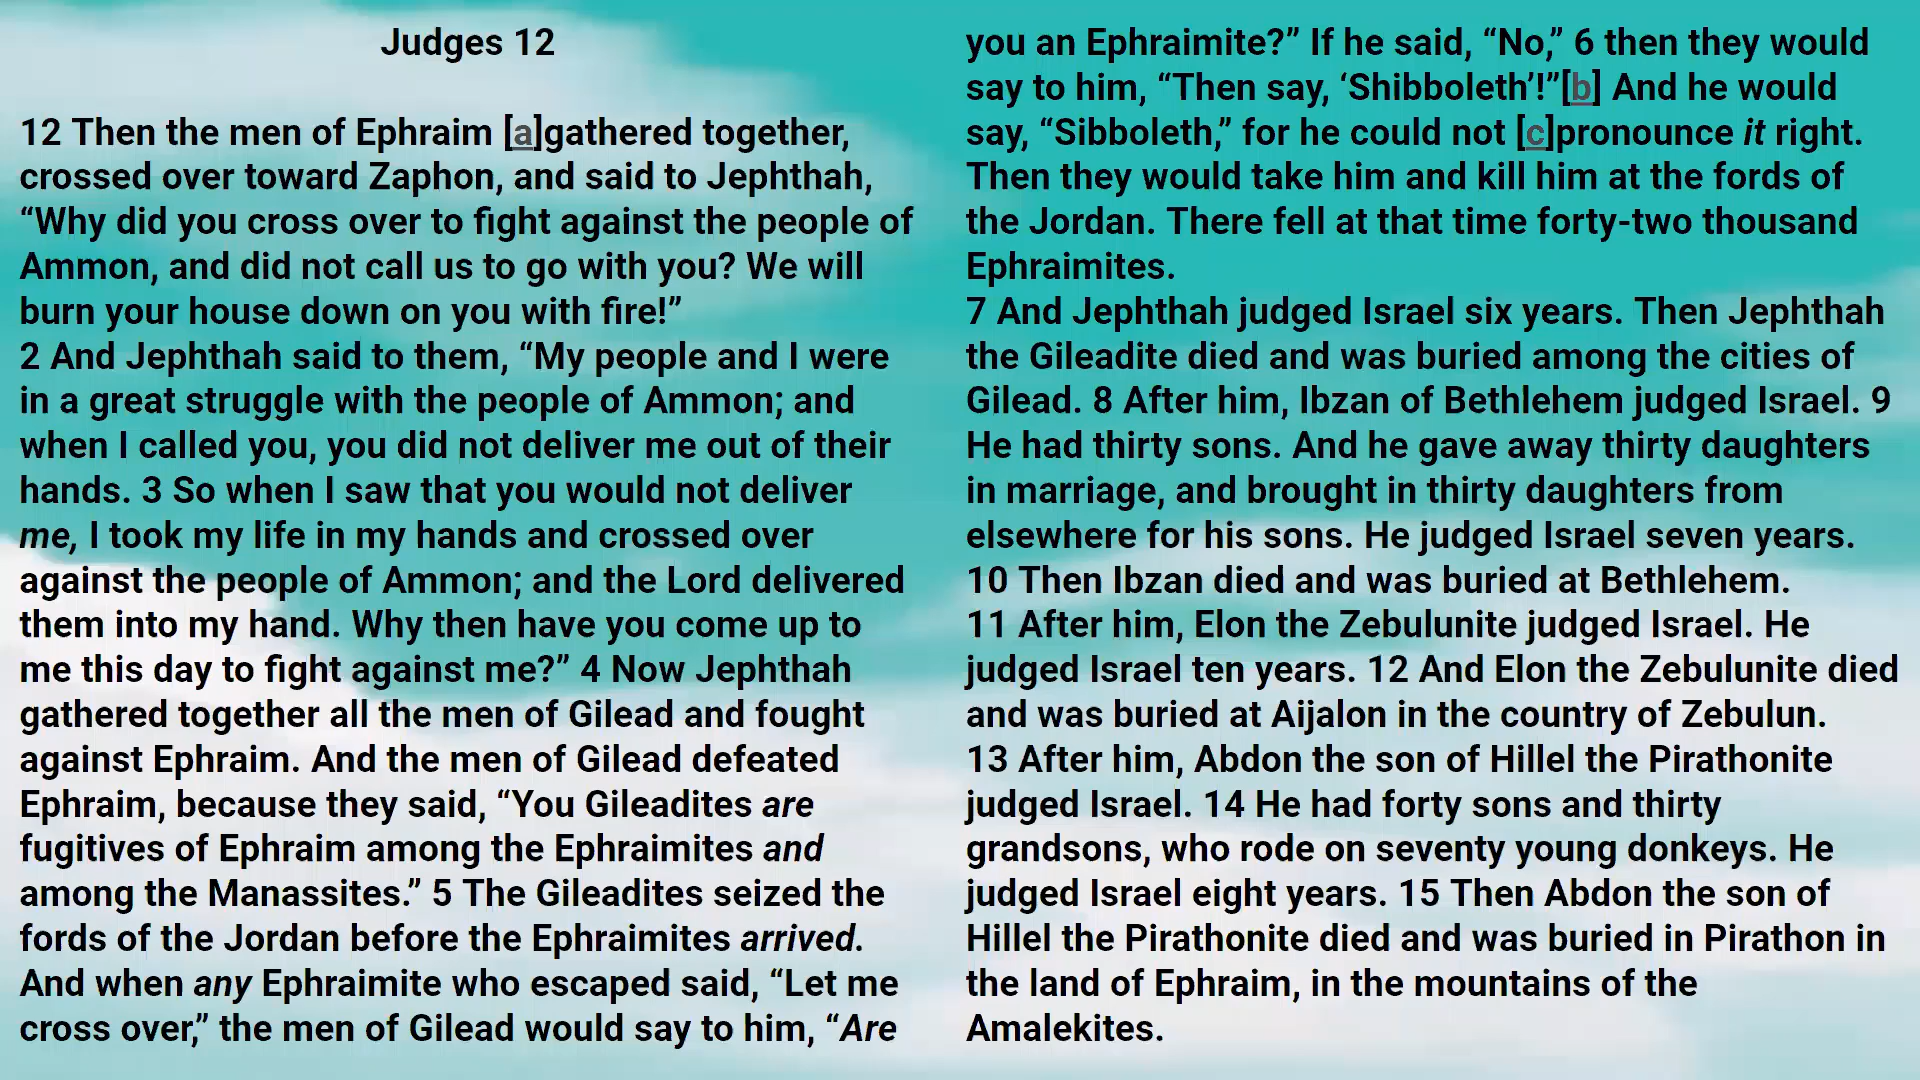 Judges 12
12 Then the men of Ephraim [a]gathered together,
crossed over toward Zaphon, and said to Jephthah,
“Why did you cross over to fight against the people of
Ammon, and did not call us to go with you? We will
burn your house down on you with fire!”
2 And Jephthah said to them, “My people and I were
in a great struggle with the people of Ammon; and
when I called you, you did not deliver me out of their
hands. 3 So when I saw that you would not deliver
me, I took my life in my hands and crossed over
against the people of Ammon; and the Lord delivered
them into my hand. Why then have you come up to
me this day to fight against me?” 4 Now Jephthah
gathered together all the men of Gilead and fought
against Ephraim. And the men of Gilead defeated
Ephraim, because they said, “You Gileadites are
fugitives of Ephraim among the Ephraimites and
among the Manassites.” 5 The Gileadites seized the
fords of the Jordan before the Ephraimites arrived.
And when any Ephraimite who escaped said, “Let me
cross over,” the men of Gilead would say to him, “Are
you an Ephraimite?” If he said, “No,” 6 then they would
say to him, “Then say, ‘Shibboleth’!”[b] And he would
say, “Sibboleth,” for he could not [c]pronounce it right.
Then they would take him and kill him at the fords of
the Jordan. There fell at that time forty-two thousand
Ephraimites.
7 And Jephthah judged Israel six years. Then Jephthah
the Gileadite died and was buried among the cities of
Gilead. 8 After him, Ibzan of Bethlehem judged Israel. 9
He had thirty sons. And he gave away thirty daughters
in marriage, and brought in thirty daughters from
elsewhere for his sons. He judged Israel seven years.
10 Then Ibzan died and was buried at Bethlehem.
11 After him, Elon the Zebulunite judged Israel. He
judged Israel ten years. 12 And Elon the Zebulunite died
and was buried at Aijalon in the country of Zebulun.
13 After him, Abdon the son of Hillel the Pirathonite
judged Israel. 14 He had forty sons and thirty
grandsons, who rode on seventy young donkeys. He
judged Israel eight years. 15 Then Abdon the son of
Hillel the Pirathonite died and was buried in Pirathon in
the land of Ephraim, in the mountains of the
Amalekites.